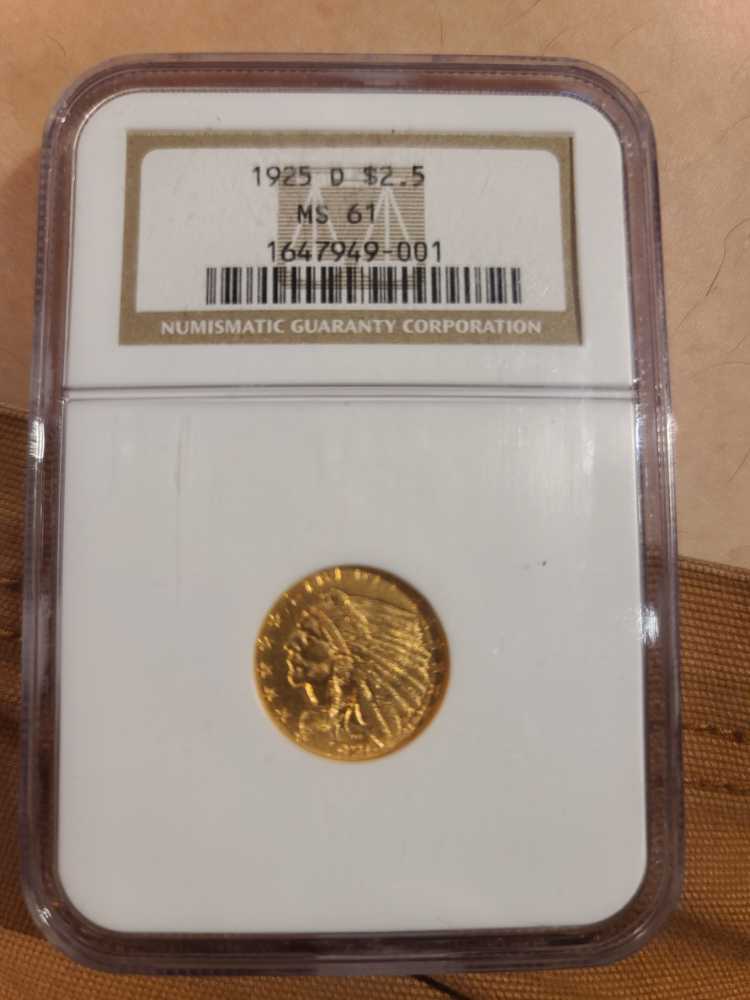 1925 D $2.5
MS 61
1647949-001
NUMISMATIC GUARANTY CORPORATION